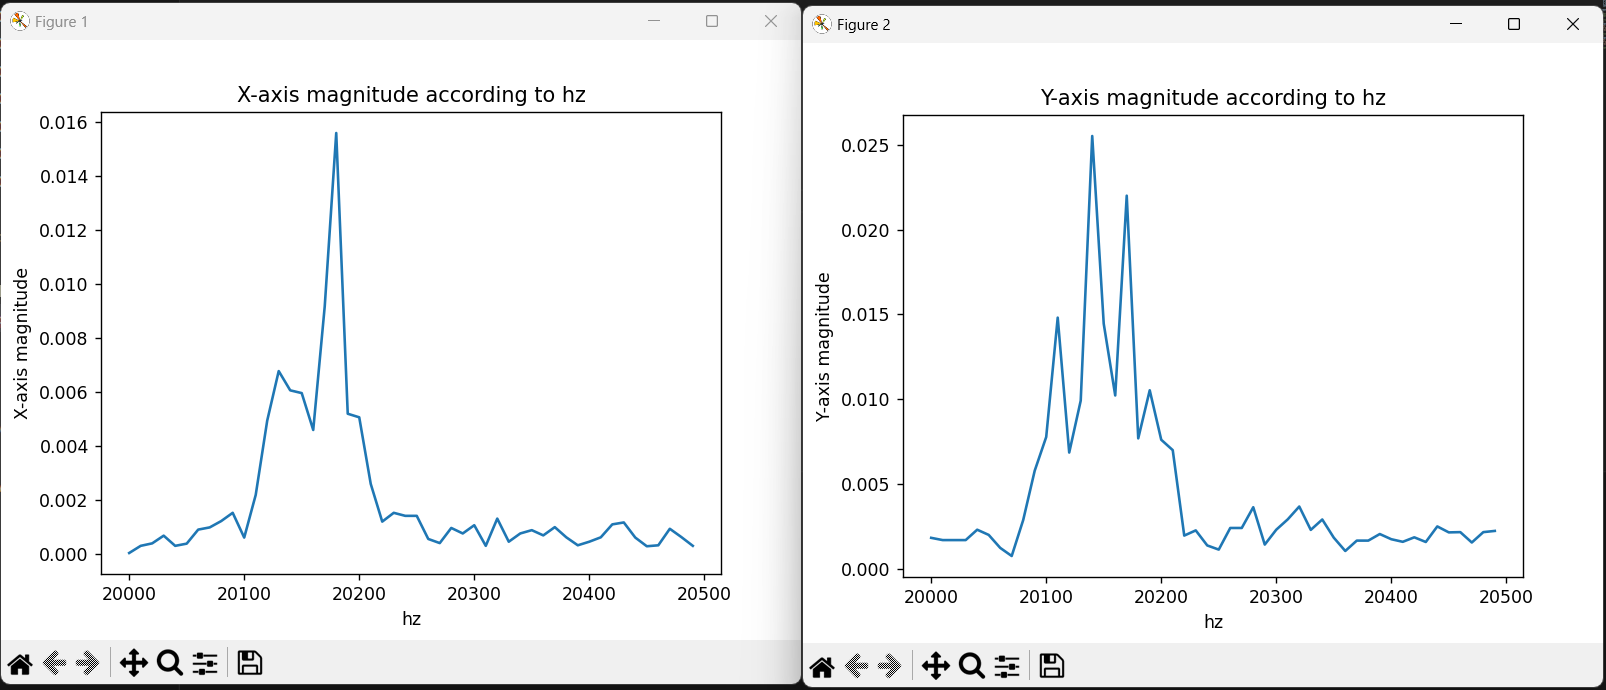 Figure 1
X-axis magnitude according to hz
0.016
0.014
0.012
0.010
0.008
0.006
0.004
0.002
0.000
X-axis magnitude
20000 20100 20200 20300 20400 20500
hz
Figure 2
Y-axis magnitude according to hz
0.025
0.020
0.015
0.010
0.005
0.000
Y-axis magnitude
20000 20100 20200 20300 20400 20500
hz